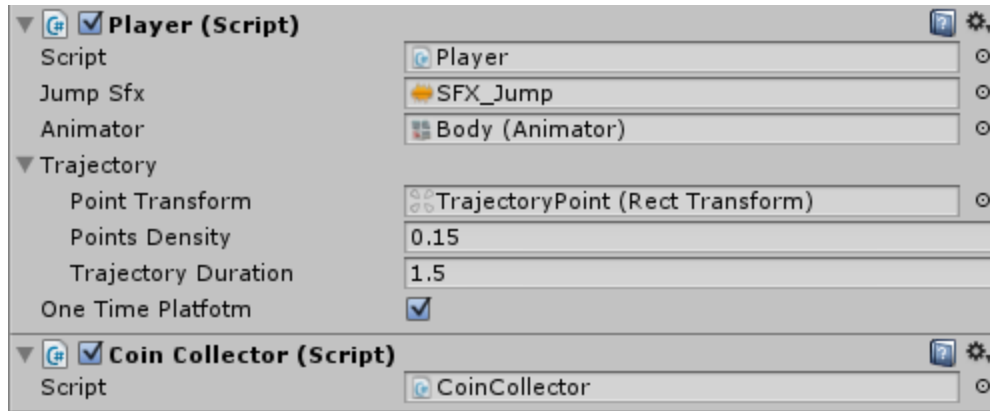 Player (Script)
Script Player
Jump Sfx SFX_Jump
Animator Body (Animator)
Trajectory
Point Transform TrajectoryPoint (Rect Transform)
Points Density 0.15
Trajectory Duration 1.5
One Time Platfotm
Coin Collector (Script)
Script CoinCollector